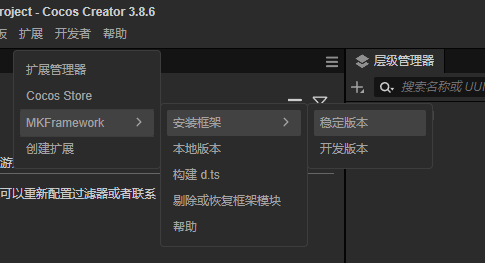 roject - Cocos Creator 3.8.6
板 扩展 开发者 帮助
扩展管理器
Cocos Store
MKFramework
创建扩展
安装框架
本地版本
构建 d.ts
剔除或恢复框架模块
帮助
稳定版本
开发版本
层级管理器
搜索名称或 UUI
游
可以重新配置过滤器或者联系